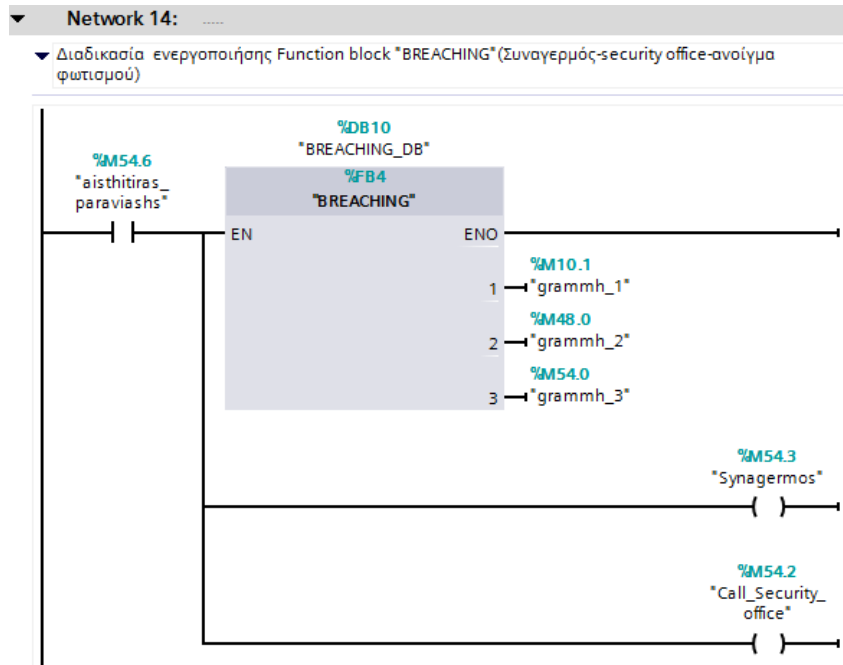 Network 14: .....
Διαδικασία ενεργοποιήσης Function block "BREACHING"(Συναγερμός-security office-ανοίγμα
φωτισμού)
%DB10
"BREACHING_DB"
%M54.6
"aisthitiras_
paraviashs"
%FB4
"BREACHING"
EN
ENO
%M10.1
1 "grammh_1"
%M48.0
2 "grammh_2"
%M54.0
3 "grammh_3"
%M54.3
"Synagermos"
%M54.2
"Call_Security_
office"